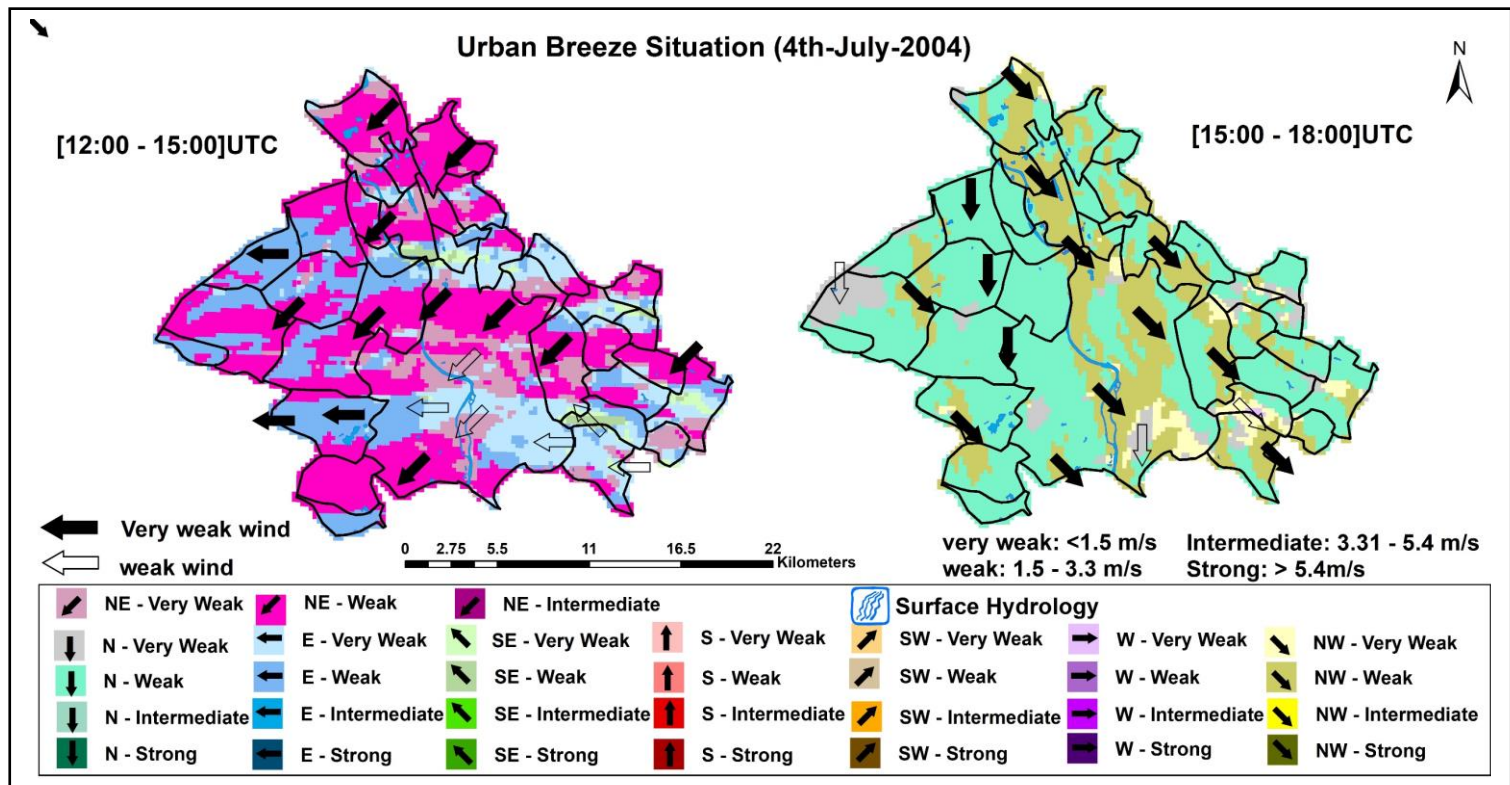 Urban Breeze Situation (4th-July-2004)
N
[12:00 - 15:00]UTC
[15:00 - 18:00]UTC
Very weak wind
weak wind
0 2.75 5.5 11 16.5 22
Kilometers
very weak: <1.5 m/s Intermediate: 3.31 - 5.4 m/s
weak: 1.5 - 3.3 m/s Strong: > 5.4m/s
NE - Very Weak NE - Weak NE - Intermediate Surface Hydrology
N - Very Weak E - Very Weak SE - Very Weak S - Very Weak SW - Very Weak W - Very Weak NW - Very Weak
N - Weak E - Weak SE - Weak S - Weak SW - Weak W - Weak NW - Weak
N - Intermediate E - Intermediate SE - Intermediate S - Intermediate SW - Intermediate W - Intermediate NW - Intermediate
N - Strong E - Strong SE - Strong S - Strong SW - Strong W - Strong NW - Strong